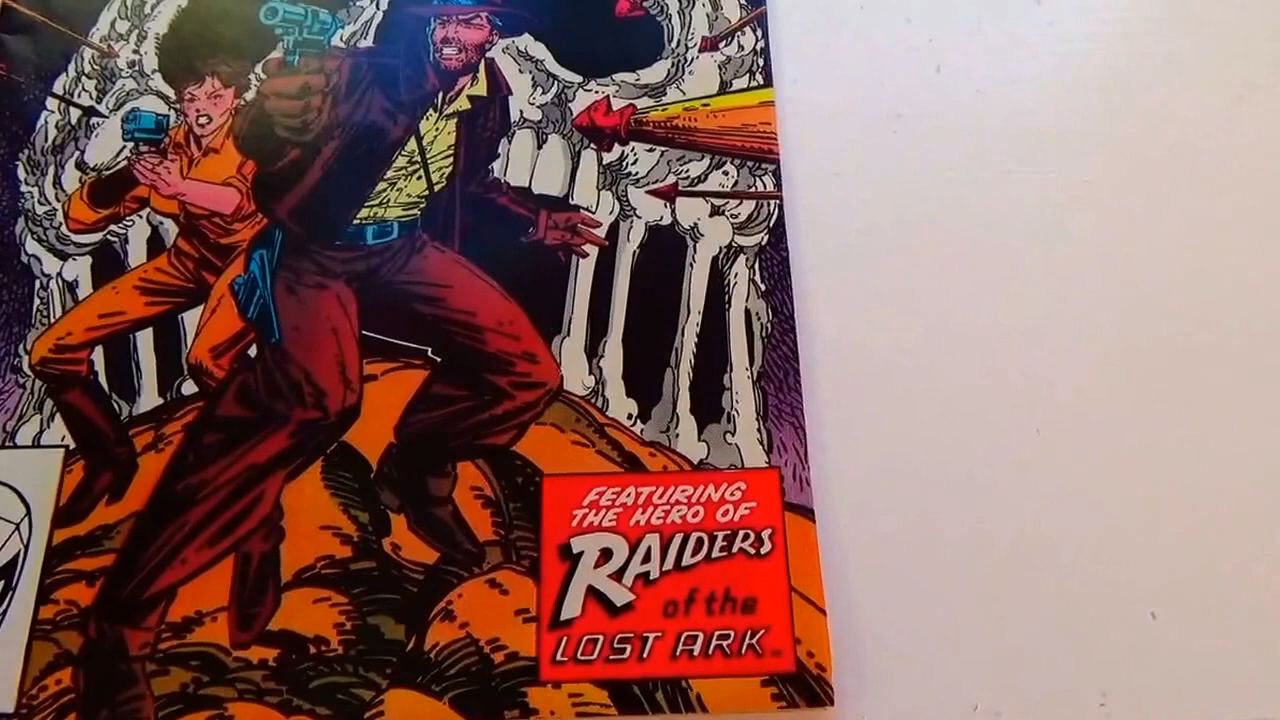 FEATURING
THE HERO OF
RAIDERS
of the
LOST ARK